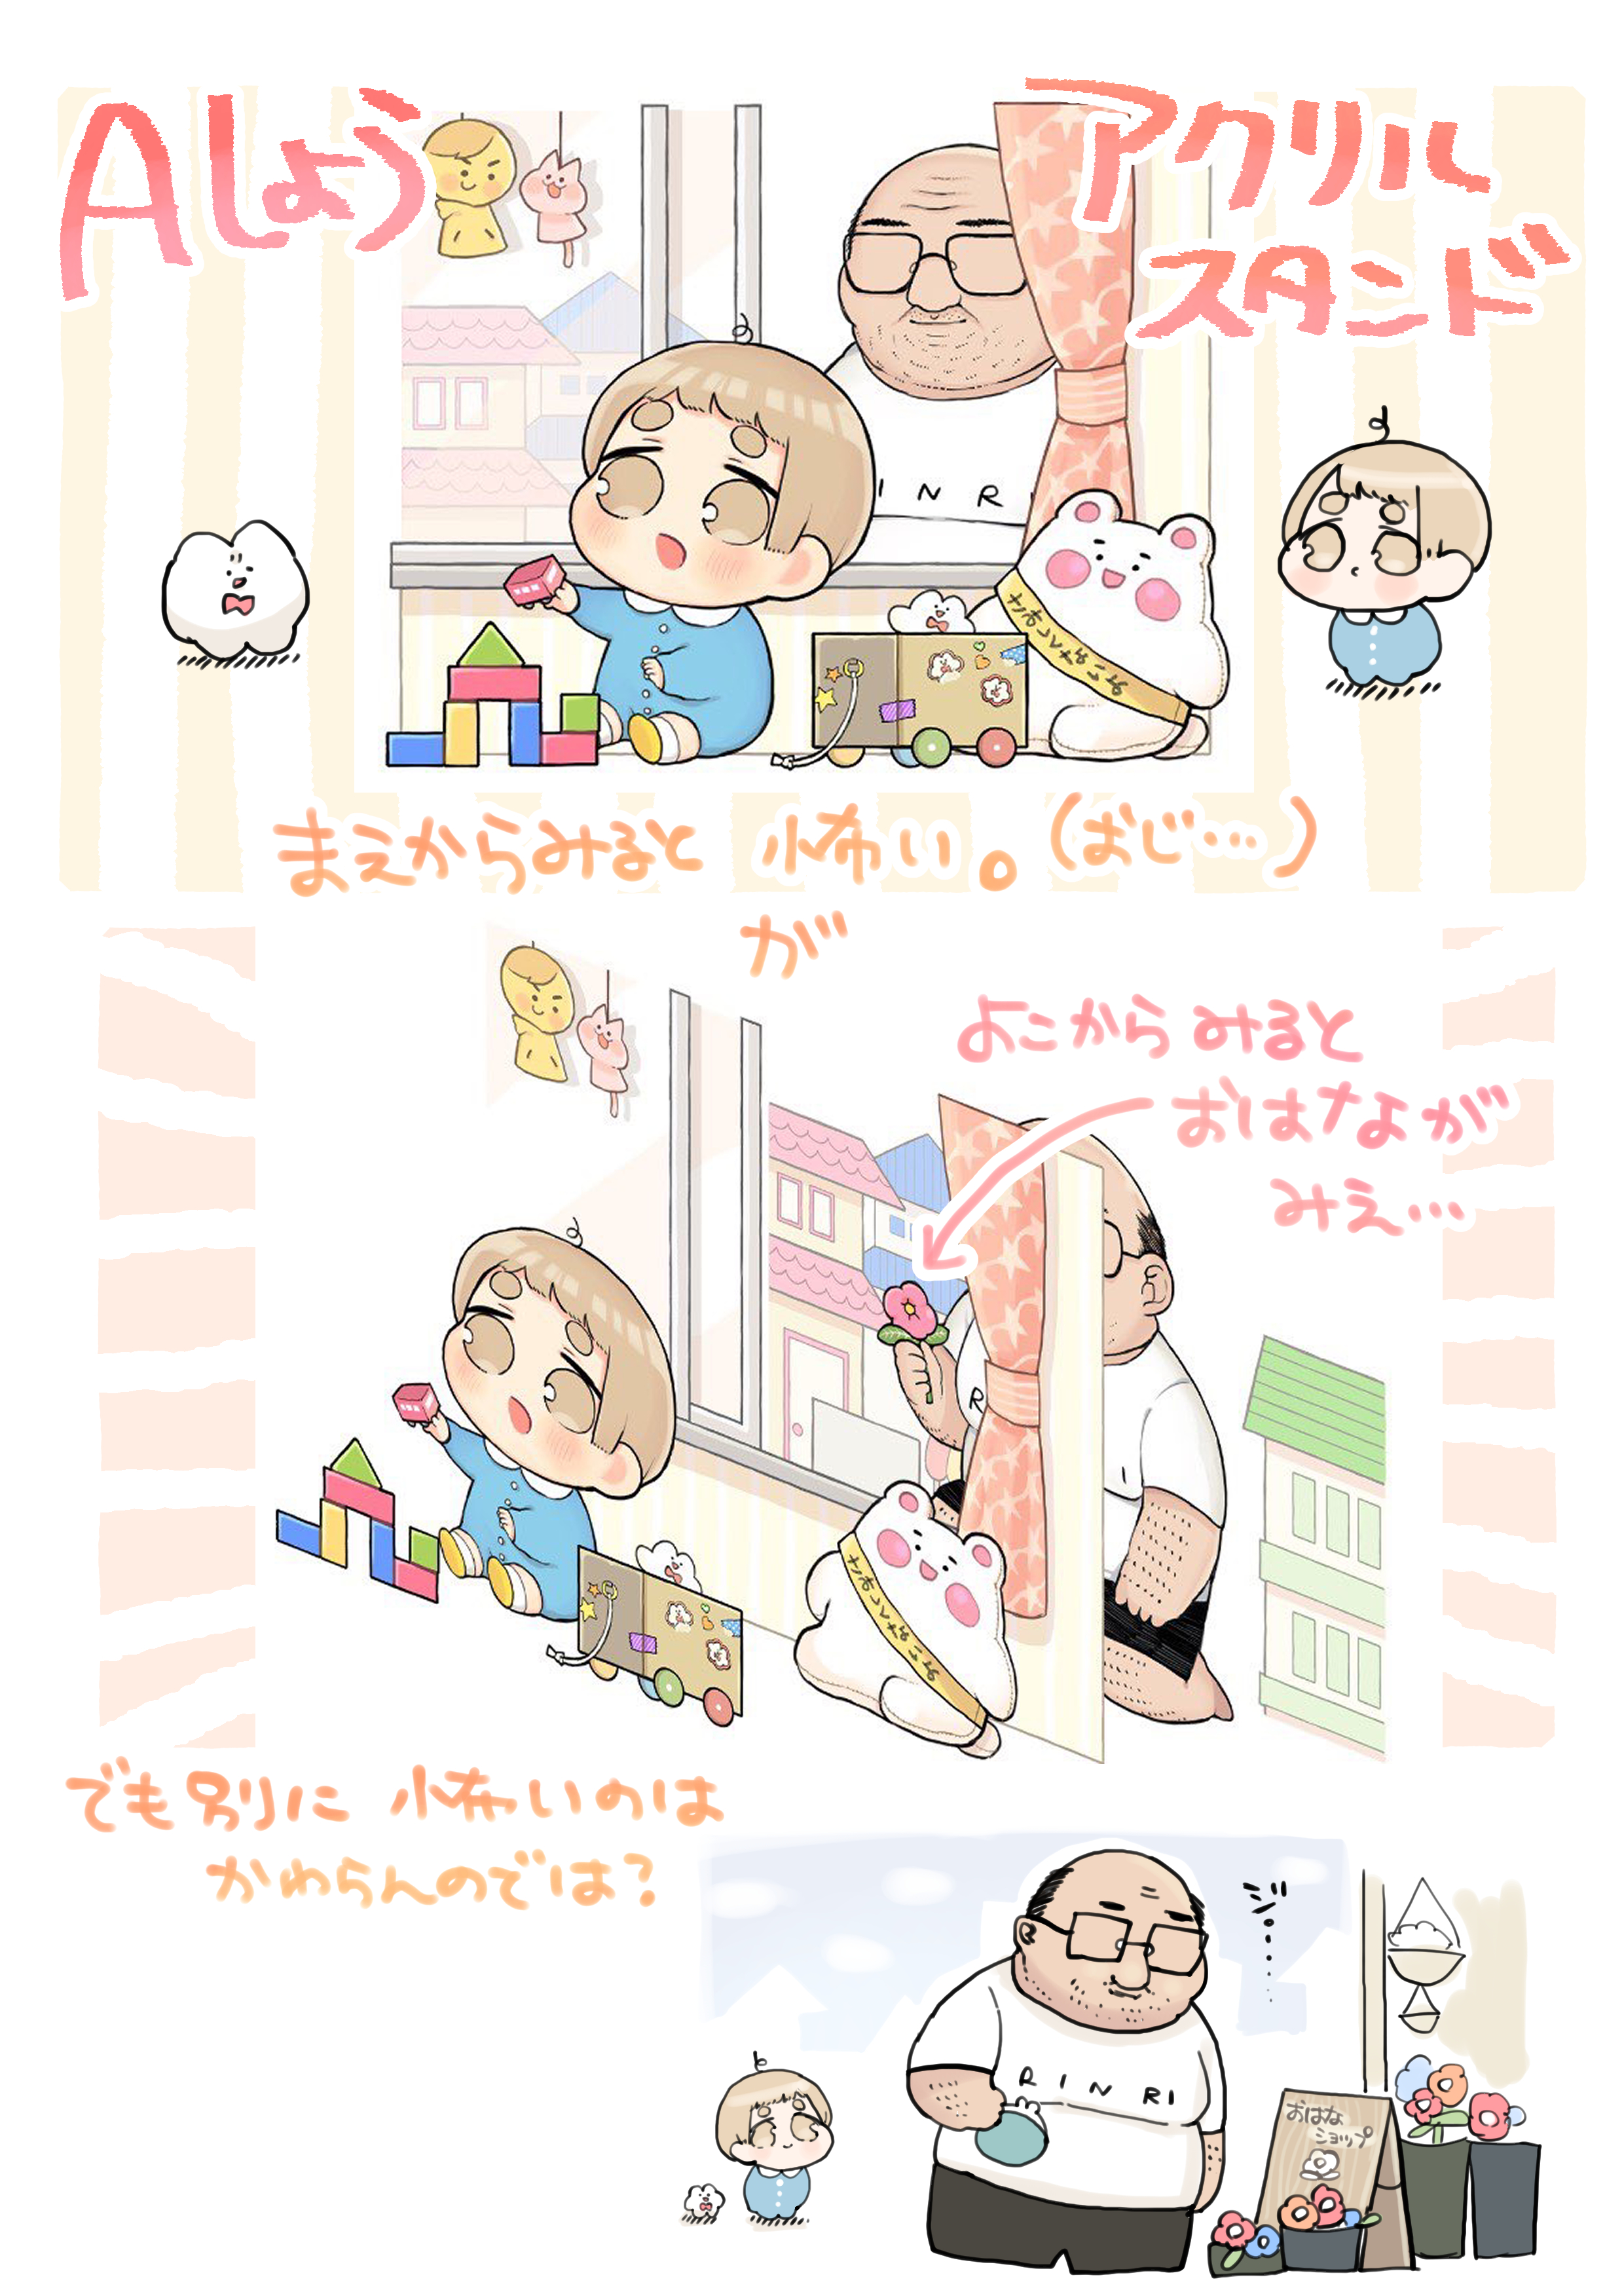 Aしょう
アクリル
スタンド
INR
まえからみると 怖い。(おじ…)
が
よこからみると
おはなが
みえ…
R
I
でも別に 怖いのは
かわらんのでは?
ジッ…
RINRI
おはな
ショップ